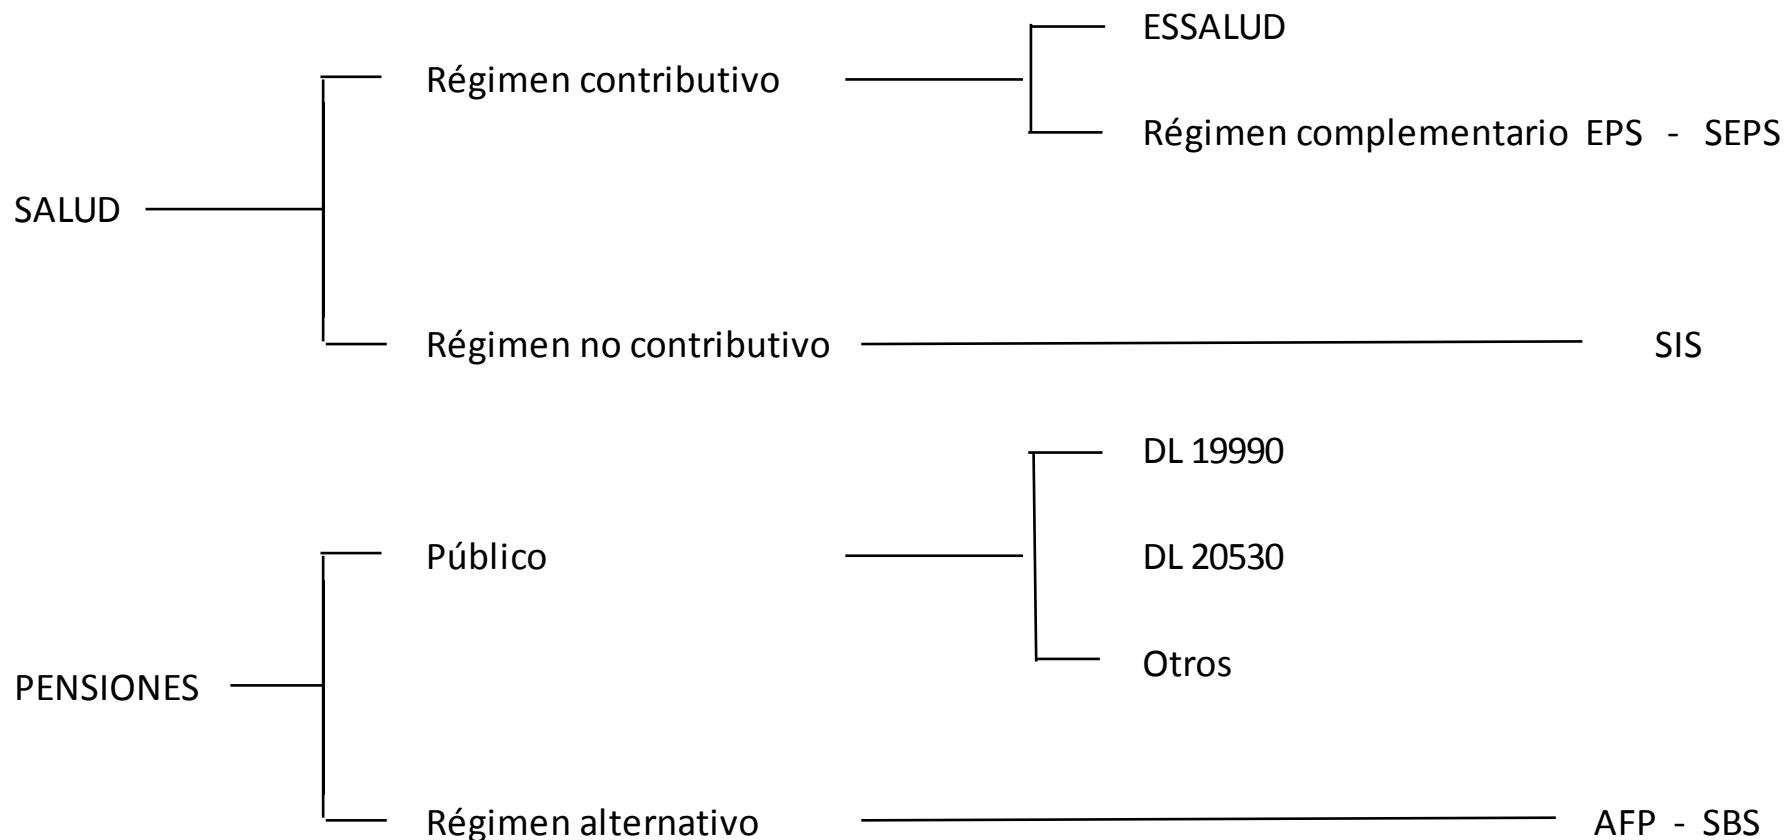 ESSALUD
Régimen contributivo
Régimen complementario EPS - SEPS
SALUD
Régimen no contributivo SIS
DL 19990
Público DL 20530
Otros
PENSIONES
Régimen alternativo AFP - SBS